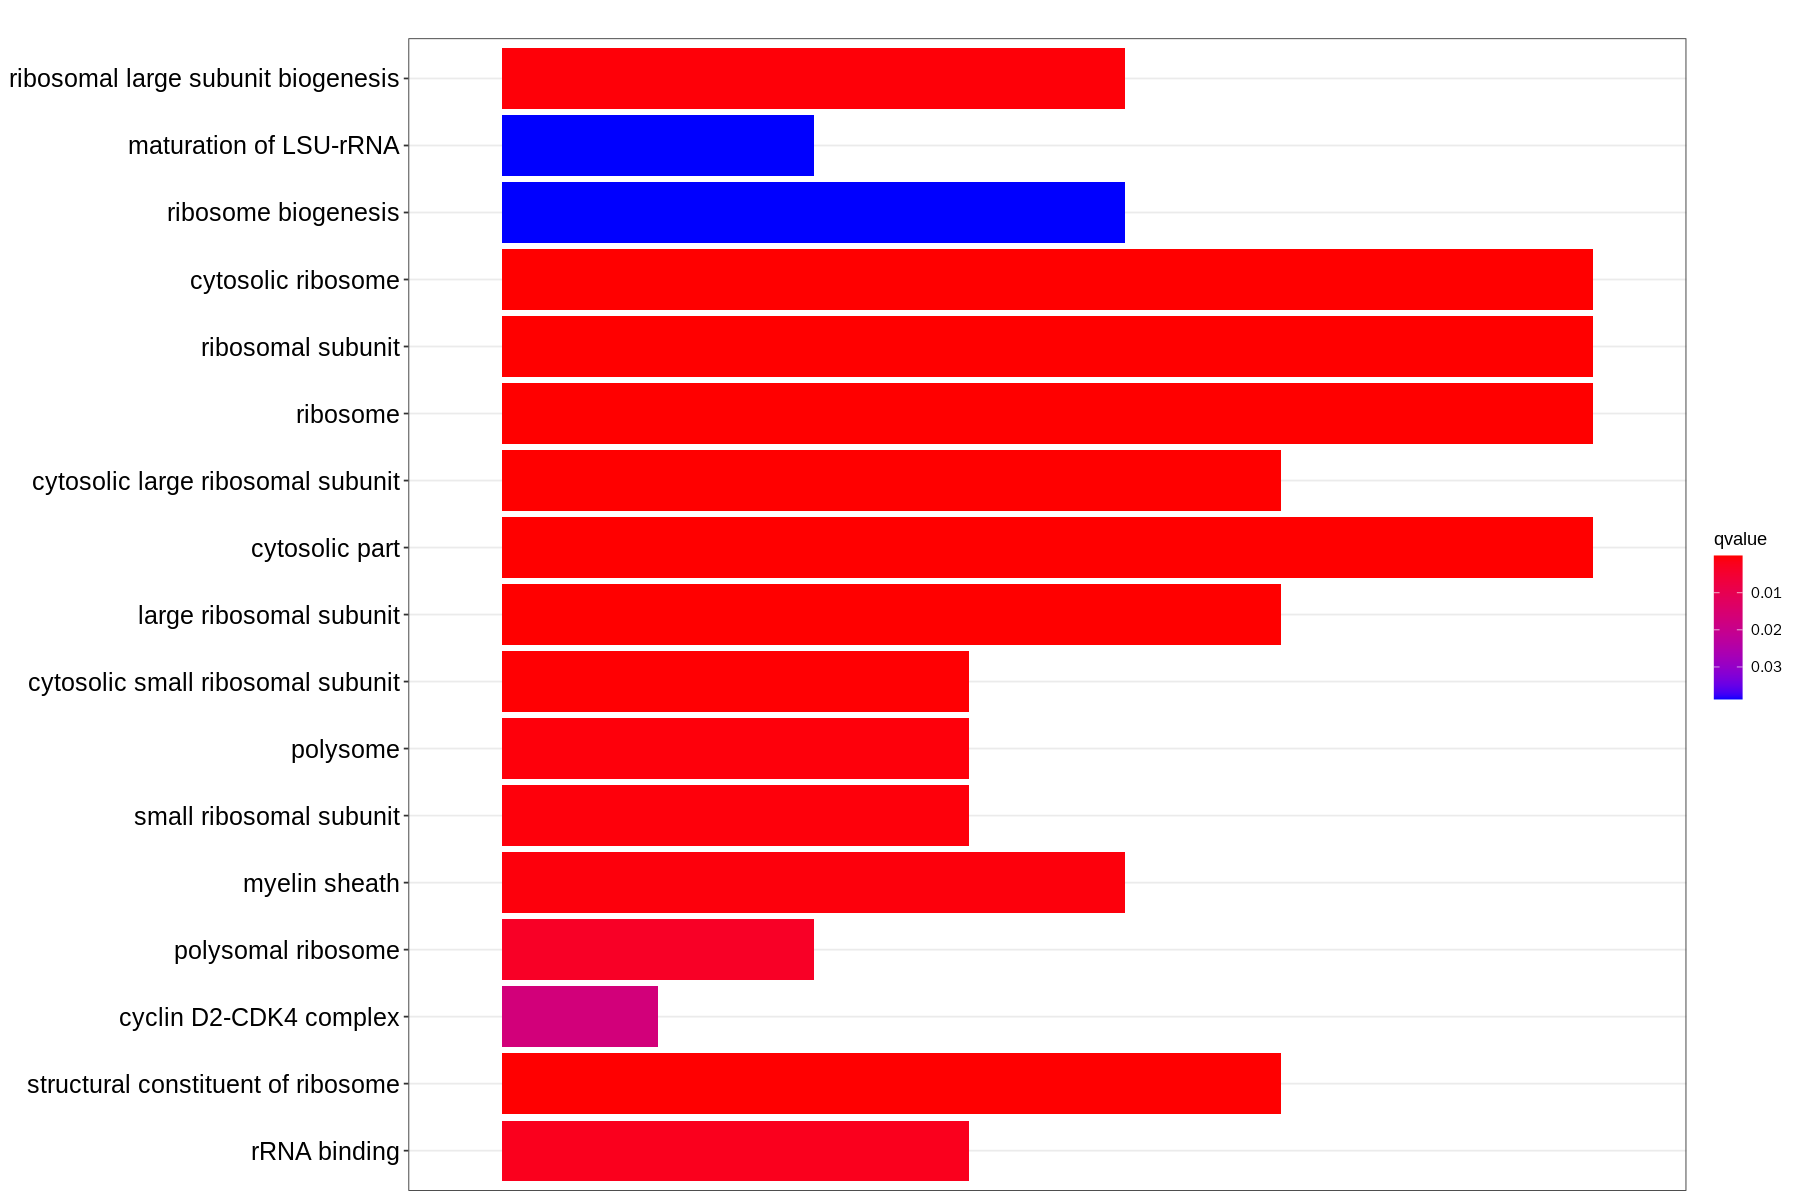 ribosomal large subunit biogenesis
maturation of LSU-rRNA
ribosome biogenesis
cytosolic ribosome
ribosomal subunit
ribosome
cytosolic large ribosomal subunit
cytosolic part
large ribosomal subunit
cytosolic small ribosomal subunit
polysome
small ribosomal subunit
myelin sheath
polysomal ribosome
cyclin D2-CDK4 complex
structural constituent of ribosome
rRNA binding
qvalue
0.01
0.02
0.03